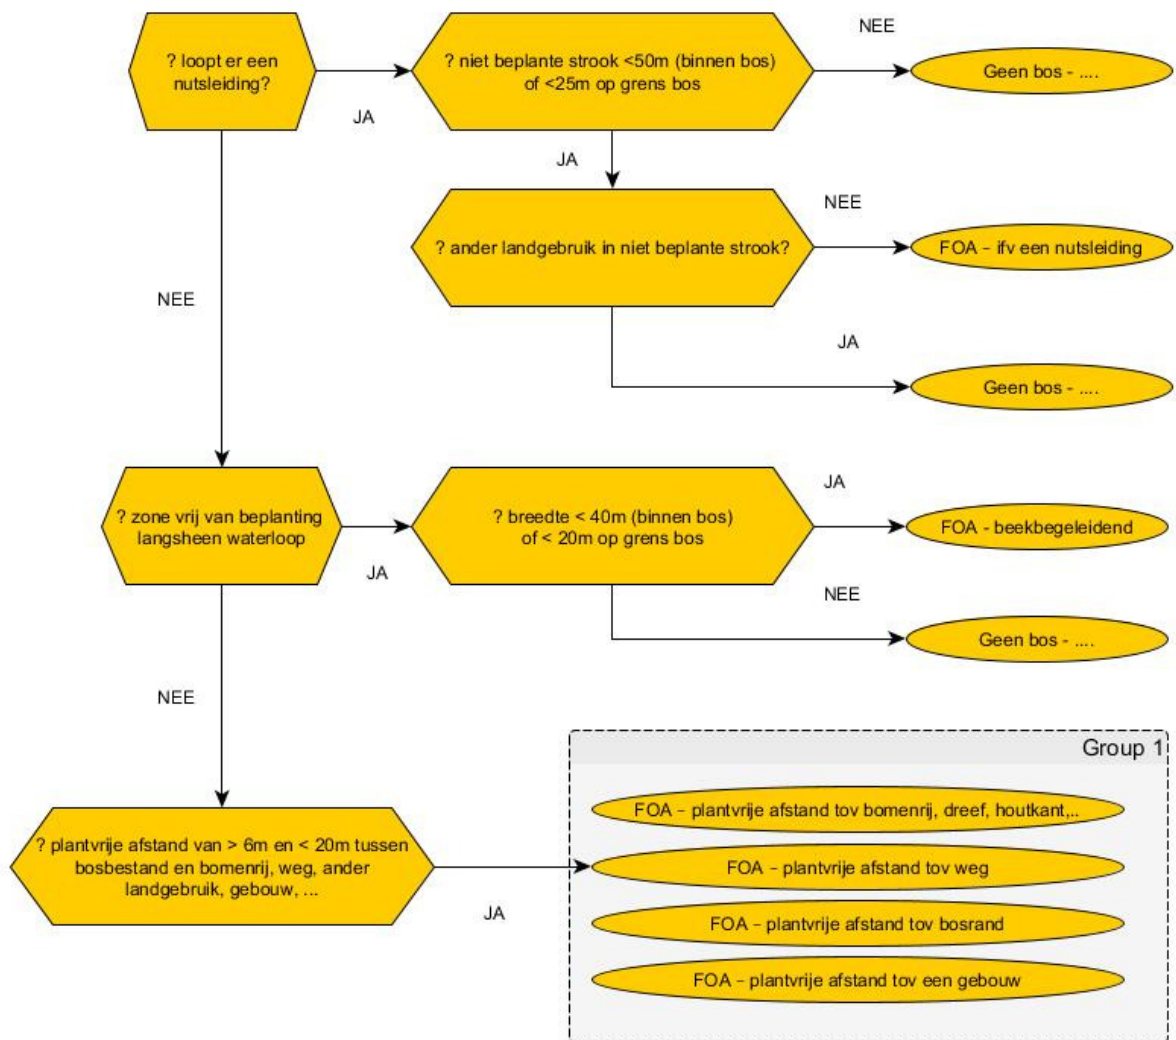 ? loopt er een
nutsleiding?
JA
? niet beplante strook <50m (binnen bos)
of <25m op grens bos
NEE
Geen bos - ....
JA
? ander landgebruik in niet beplante strook?
NEE
FOA – ifv een nutsleiding
JA
Geen bos - ....
NEE
? zone vrij van beplanting
langsheen waterloop
JA
? breedte < 40m (binnen bos)
of < 20m op grens bos
JA
FOA - beekbegeleidend
NEE
Geen bos - ....
NEE
? plantvrije afstand van > 6m en < 20m tussen
bosbestand en bomenrij, weg, ander
landgebruik, gebouw, ...
JA
Group 1
FOA – plantvrije afstand tov bomenrij, dreef, houtkant,..
FOA – plantvrije afstand tov weg
FOA – plantvrije afstand tov bosrand
FOA – plantvrije afstand tov een gebouw